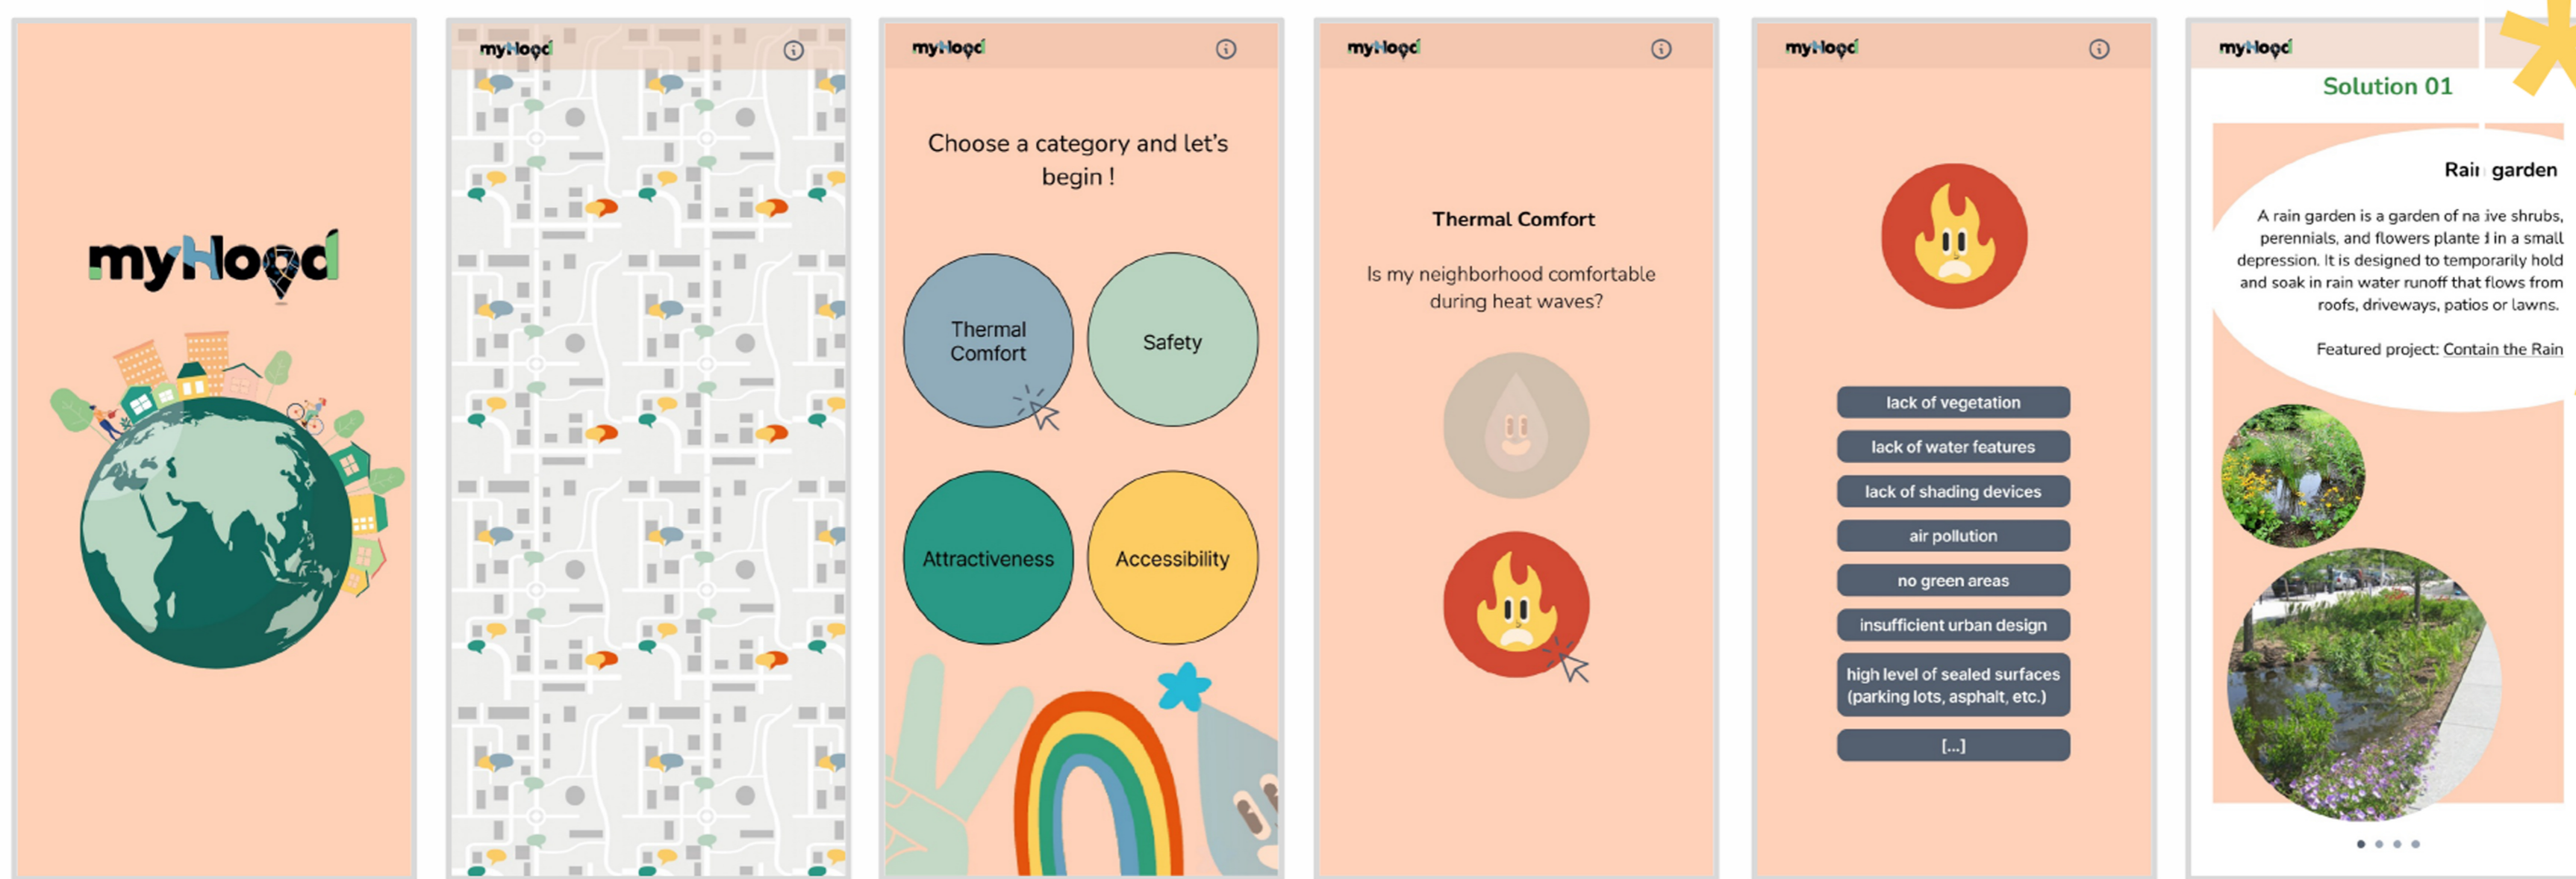 myHood
myHood
myHood
Choose a category and let's
begin !
Thermal
Comfort
Safety
Attractiveness
Accessibility
myHood
Thermal Comfort
Is my neighborhood comfortable
during heat waves?
myHood
lack of vegetation
lack of water features
lack of shading devices
air pollution
no green areas
insufficient urban design
high level of sealed surfaces
(parking lots, asphalt, etc.)
[...]
myHood
Solution 01
Rain garden
A rain garden is a garden of native shrubs,
perennials, and flowers planted in a small
depression. It is designed to temporarily hold
and soak in rain water runoff that flows from
roofs, driveways, patios or lawns.
Featured project: Contain the Rain